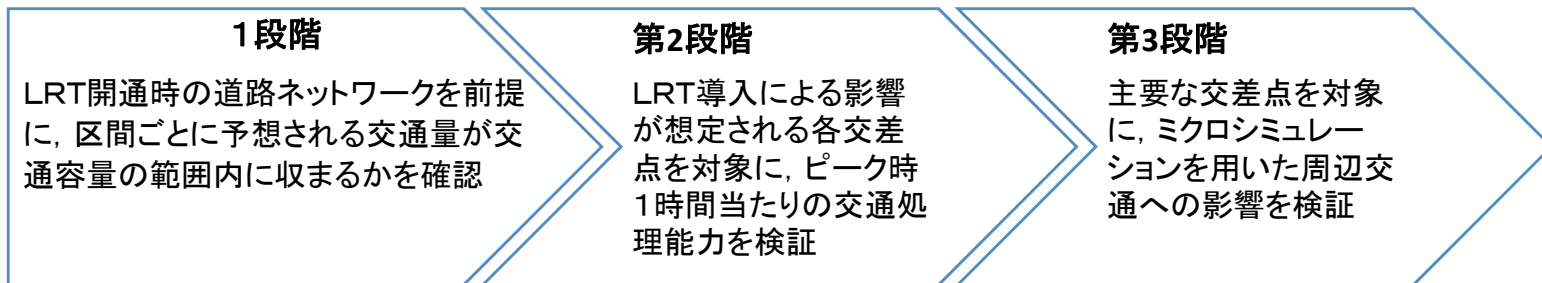 １段階
ＬＲＴ開通時の道路ネットワークを前提
に，区間ごとに予想される交通量が交
通容量の範囲内に収まるかを確認
第2段階
ＬＲＴ導入による影響
が想定される各交差
点を対象に，ピーク時
１時間当たりの交通処
理能力を検証
第3段階
主要な交差点を対象
に，ミクロシミュレー
ションを用いた周辺交
通への影響を検証